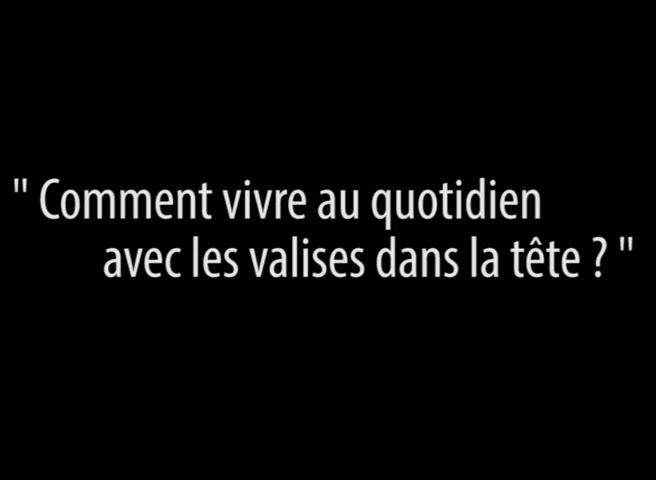 " Comment vivre au quotidien
avec les valises dans la tête ? "